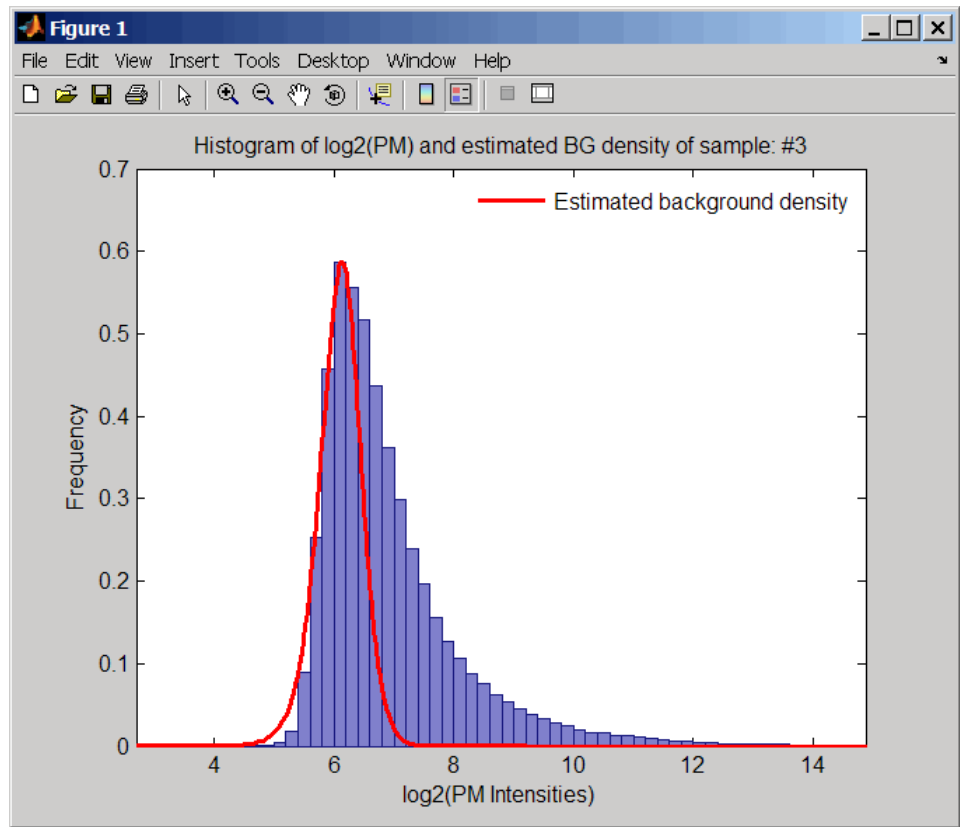 Figure 1
File Edit View Insert Tools Desktop Window Help
Histogram of log2(PM) and estimated BG density of sample: #3
Estimated background density
0.7
0.6
0.5
0.4
0.3
0.2
0.1
0
Frequency
4 6 8 10 12 14
log2(PM Intensities)